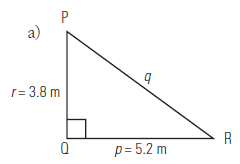 P
a)
q
r = 3.8 m
Q
R
p = 5.2 m